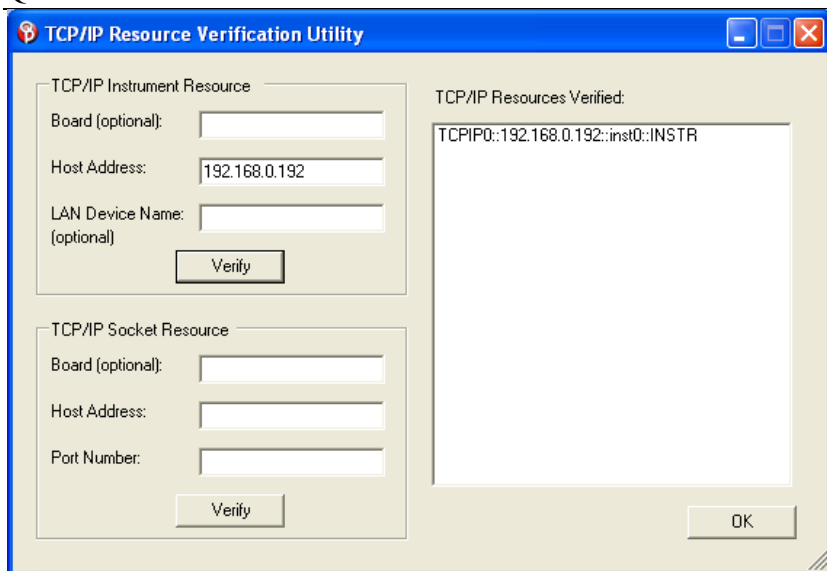 TCP/IP Resource Verification Utility
TCP/IP Instrument Resource
Board (optional):
Host Address:
192.168.0.192
LAN Device Name:
(optional)
Verify
TCP/IP Socket Resource
Board (optional):
Host Address:
Port Number:
Verify
TCP/IP Resources Verified:
TCPIP0::192.168.0.192::inst0::INSTR
OK